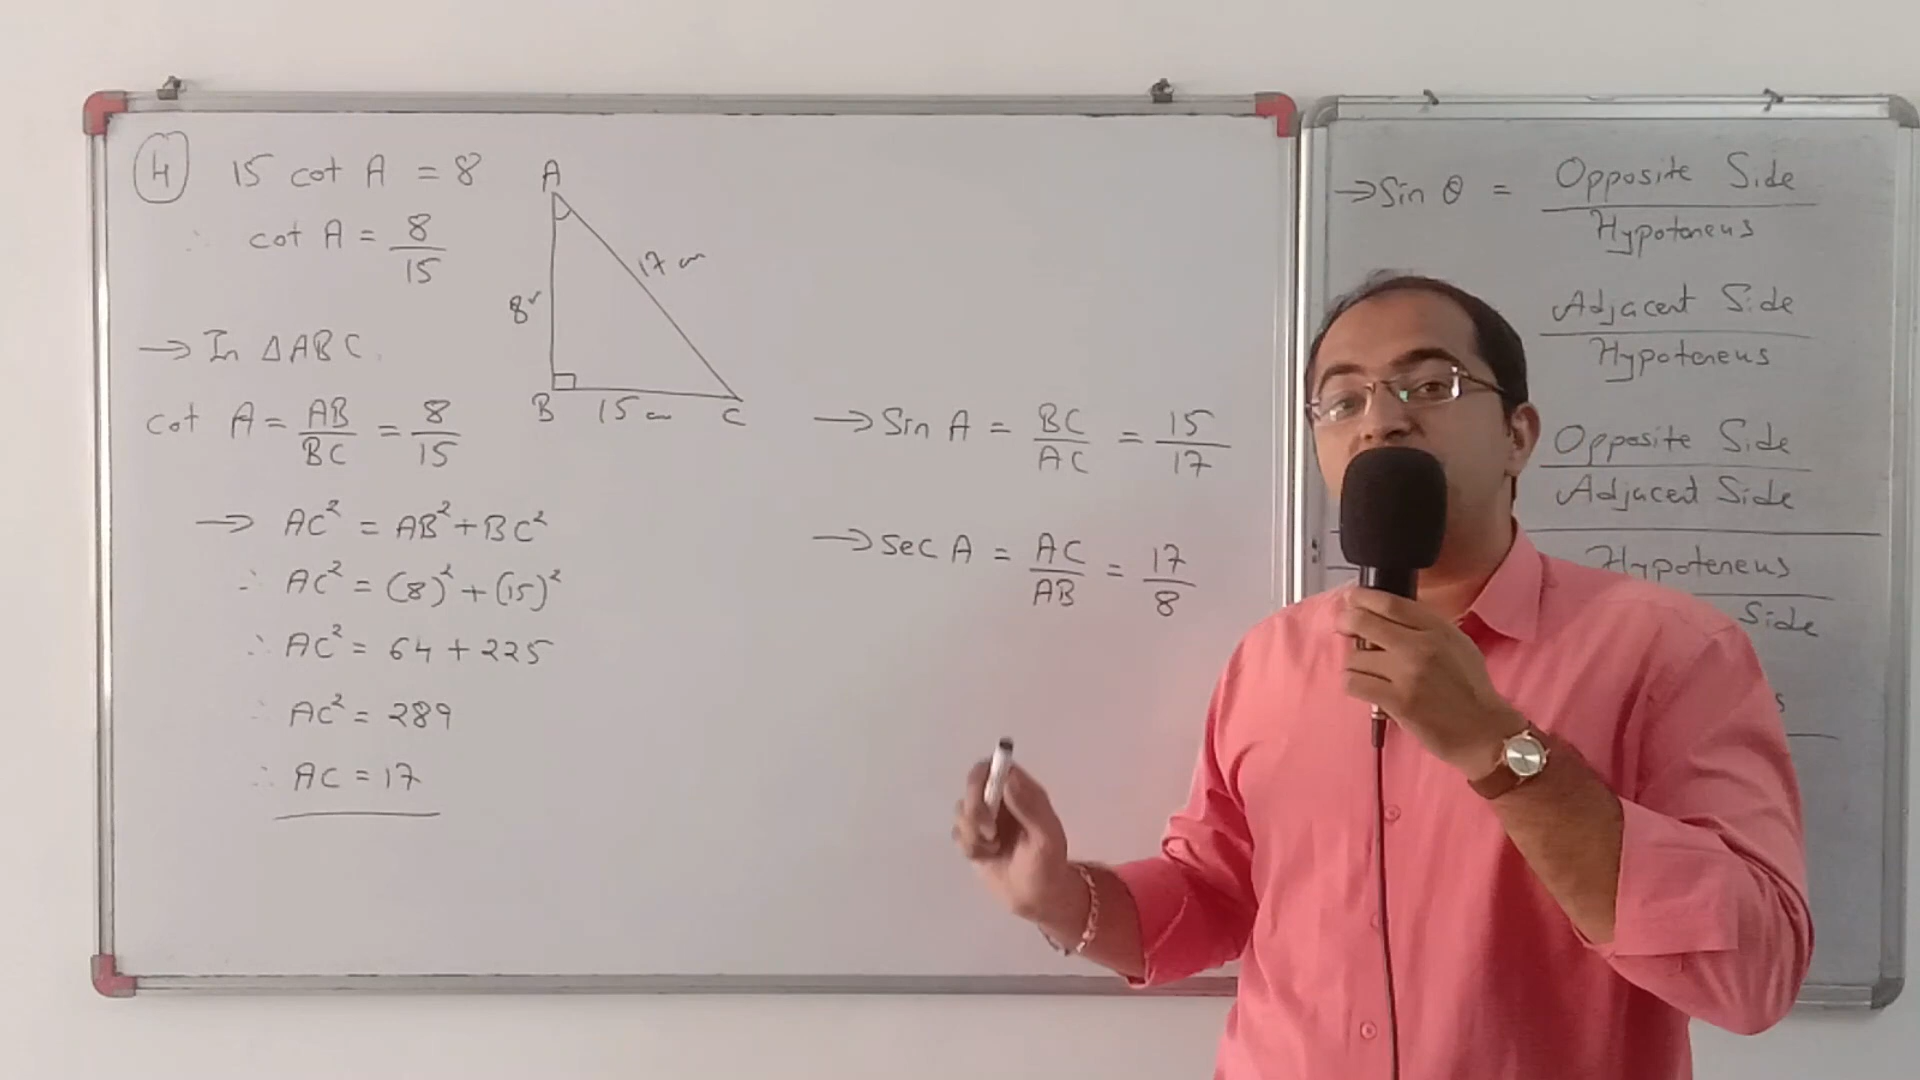 4 15 cot A = 8
∴ cot A = 8/15
→ In △ABC.
cot A = AB/BC = 8/15
→ AC² = AB² + BC²
∴ AC² = (8)² + (15)²
∴ AC² = 64 + 225
∴ AC² = 289
∴ AC = 17
A
8
17 cm
B 15 cm C
→ Sin A = BC/AC = 15/17
→ Sec A = AC/AB = 17/8
→ Sin θ = Opposite Side
Hypoteneus
Adjacent Side
Hypoteneus
Opposite Side
Adjacent Side
Hypoteneus
Side